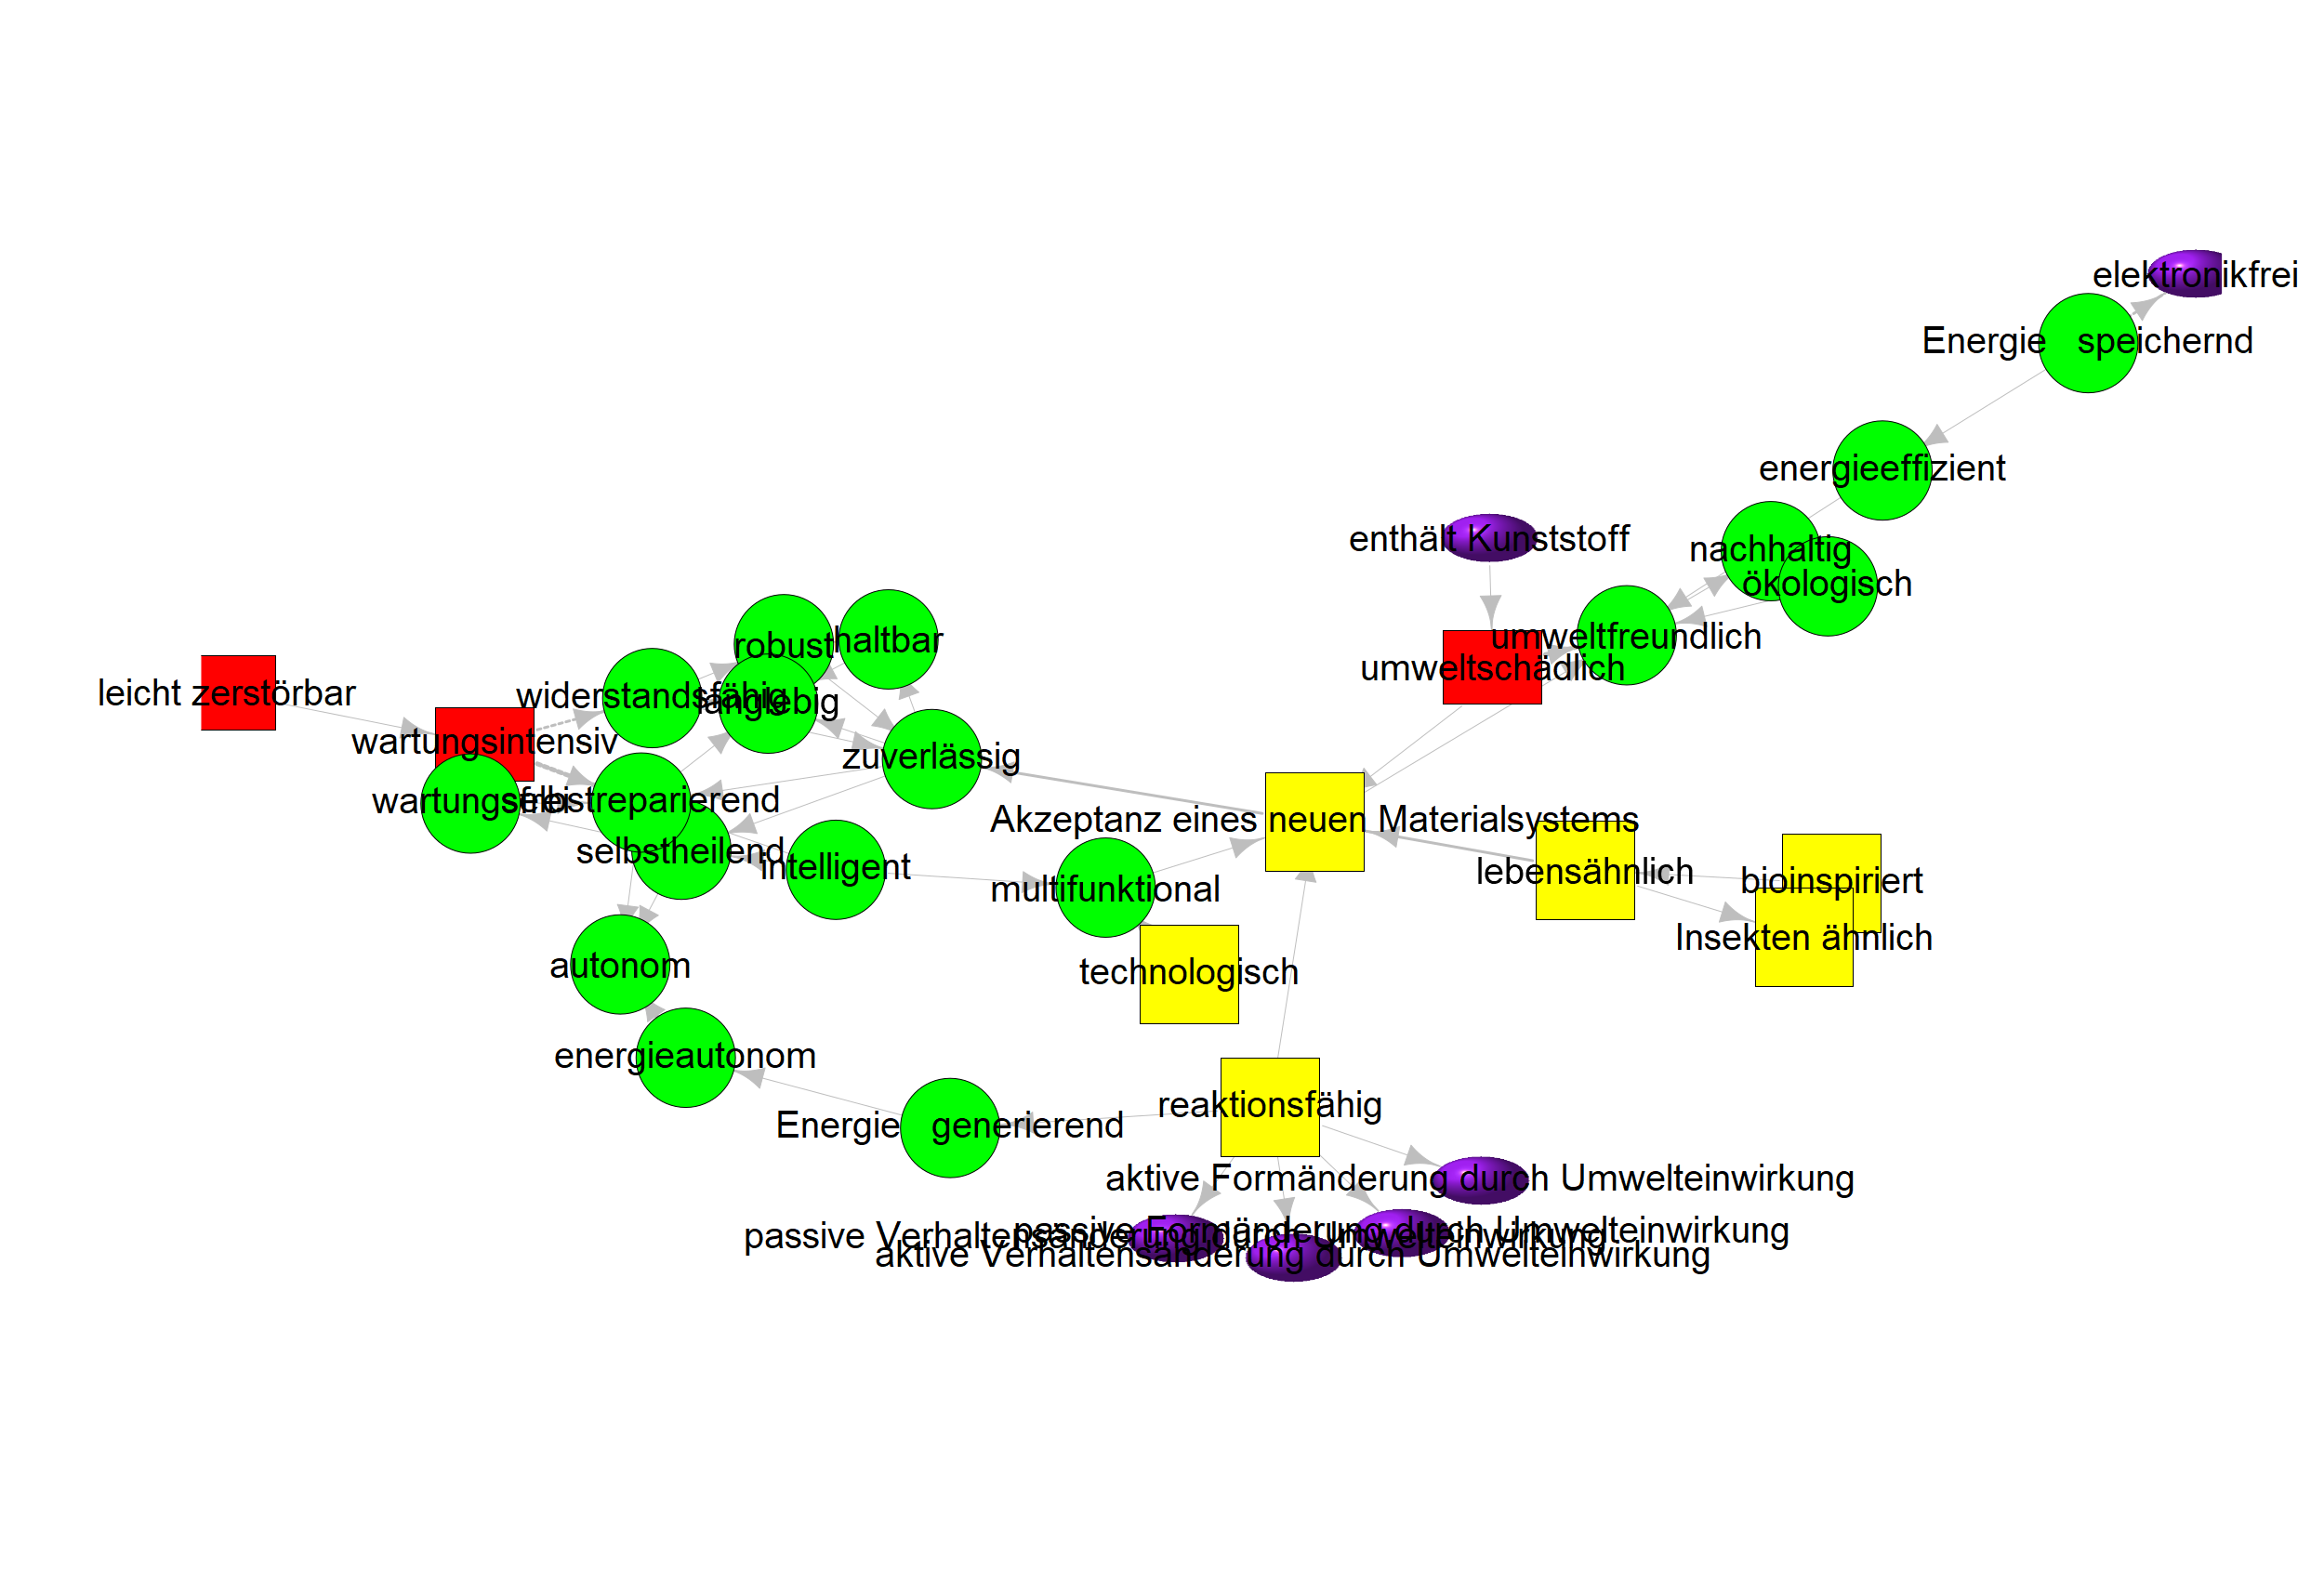 elektronikfrei
Energie speichernd
energieeffizient
enthält Kunststoff
nachhaltig
ökologisch
umweltfreundlich
robust
haltbar
umweltschädlich
leicht zerstörbar
widerstandsfähig
langlebig
wartungsintensiv
zuverlässig
wartungsfrei
selbstreparierend
Akzeptanz eines neuen Materialsystems
selbstheilend
intelligent
lebensähnlich
bioinspiriert
multifunktional
Insekten ähnlich
autonom
technologisch
energieautonom
reaktionsfähig
Energie generierend
aktive Formänderung durch Umwelteinwirkung
passive Formänderung durch Umwelteinwirkung
passive Verhaltensänderung durch Umwelteinwirkung
aktive Verhaltensänderung durch Umwelteinwirkung